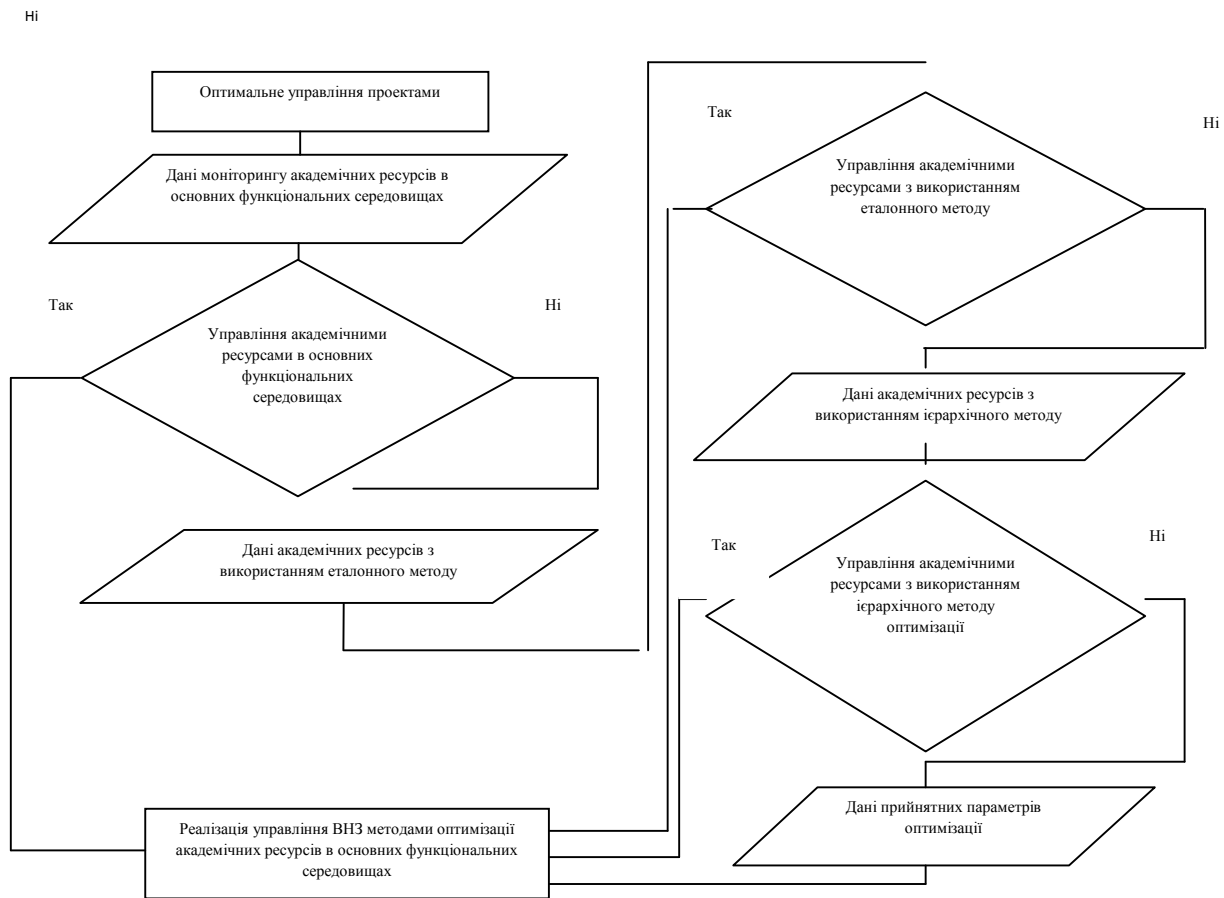 Ні
Оптимальне управління проектами
Дані моніторингу академічних ресурсів в
основних функціональних середовищах
Так
Ні
Управління академічними
ресурсами в основних
функціональних
середовищах
Дані академічних ресурсів з
використанням еталонного методу
Так
Ні
Управління академічними
ресурсами з використанням
еталонного методу
Дані академічних ресурсів з
використанням ієрархічного методу
Так
Ні
Управління академічними
ресурсами з використанням
ієрархічного методу
оптимізації
Дані прийнятних параметрів
оптимізації
Реалізація управління ВНЗ методами оптимізації
академічних ресурсів в основних функціональних
середовищах